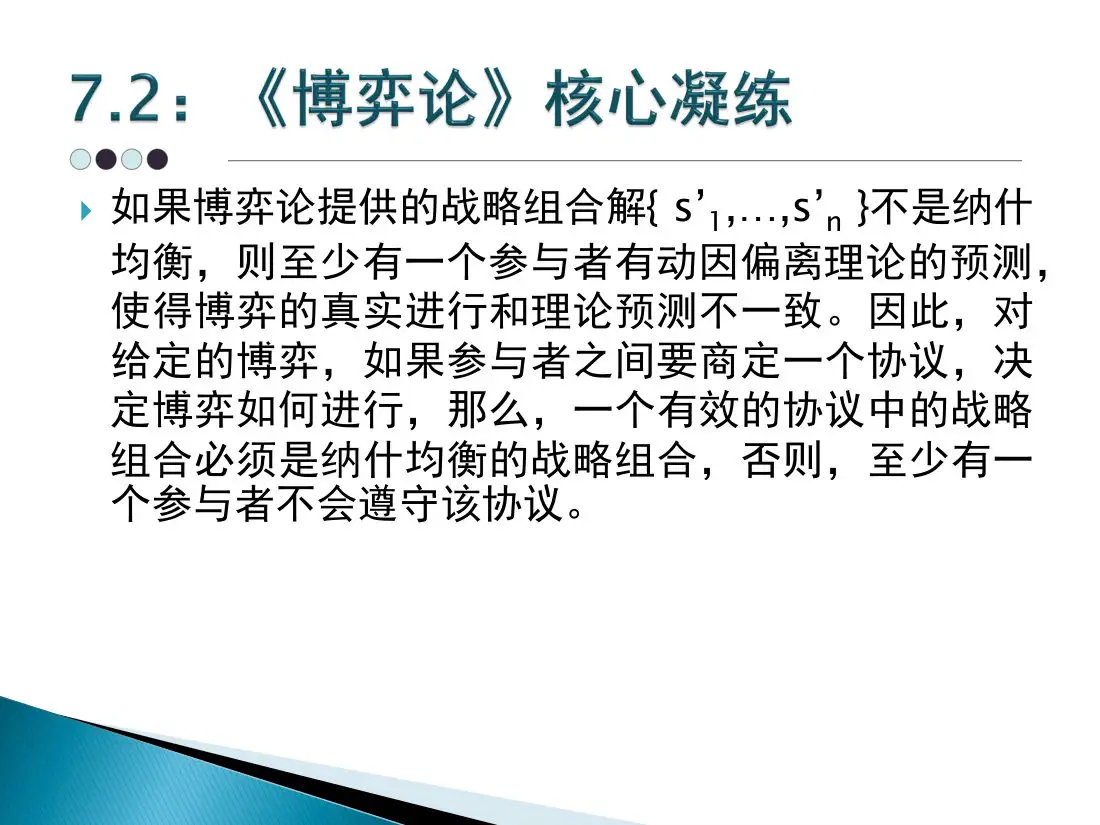 7.2：《博弈论》核心凝练
如果博弈论提供的战略组合解{ s’1,…,s’n }不是纳什
均衡，则至少有一个参与者有动因偏离理论的预测，
使得博弈的真实进行和理论预测不一致。因此，对
给定的博弈，如果参与者之间要商定一个协议，决
定博弈如何进行，那么，一个有效的协议中的战略
组合必须是纳什均衡的战略组合，否则，至少有一
个参与者不会遵守该协议。